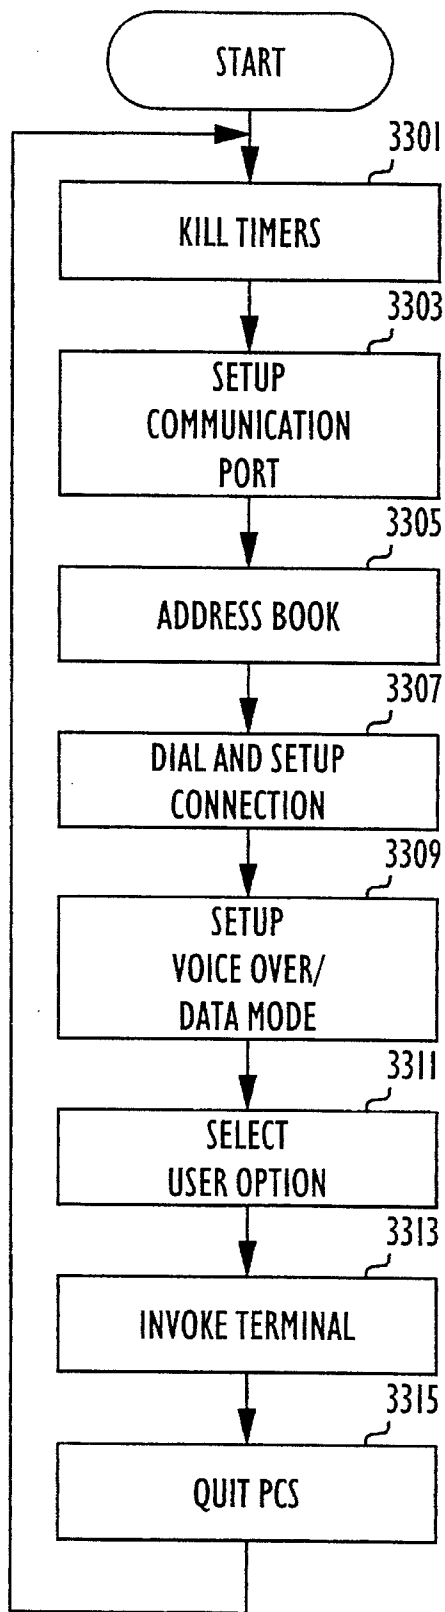 START
3301
KILL TIMERS
3303
SETUP
COMMUNICATION
PORT
3305
ADDRESS BOOK
3307
DIAL AND SETUP
CONNECTION
3309
SETUP
VOICE OVER/
DATA MODE
3311
SELECT
USER OPTION
3313
INVOKE TERMINAL
3315
QUIT PCS